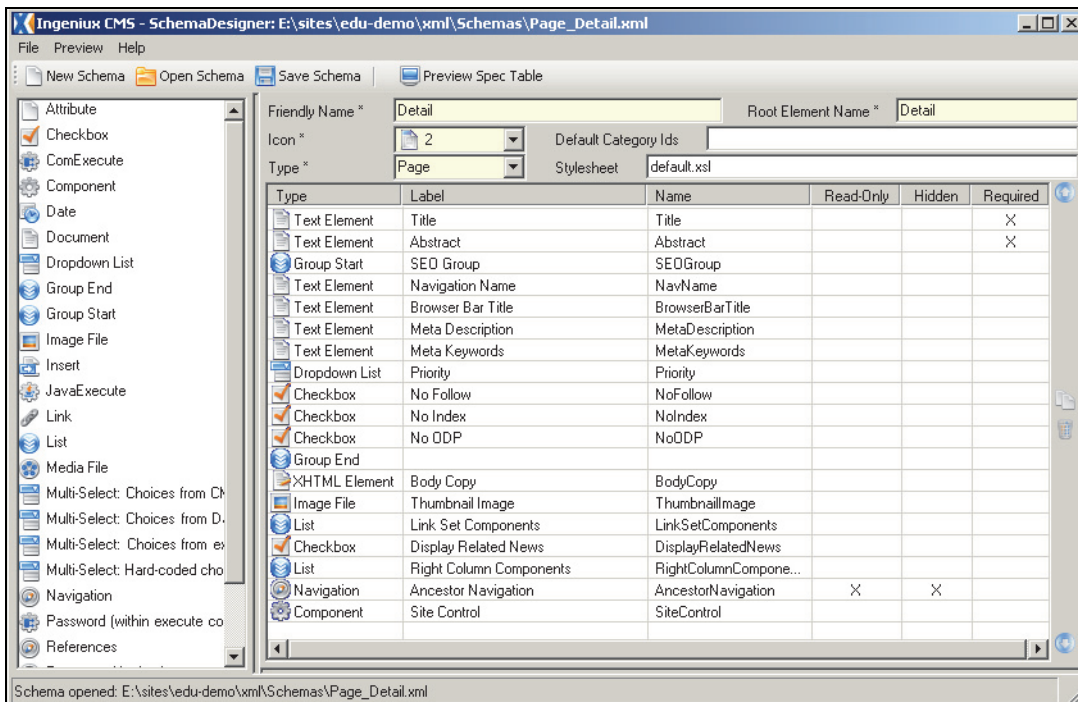 Ingeniux CMS - SchemaDesigner: E:\sites\edu-demo\xml\Schemas\Page_Detail.xml
File Preview Help
New Schema Open Schema Save Schema Preview Spec Table
Attribute
Checkbox
ComExecute
Component
Date
Document
Dropdown List
Group End
Group Start
Image File
Insert
JavaExecute
Link
List
Media File
Multi-Select: Choices from CM
Multi-Select: Choices from D.
Multi-Select: Choices from ex
Multi-Select: Hard-coded cho
Navigation
Password (within execute co
References
Friendly Name * Detail Root Element Name * Detail
Icon * 2 Default Category Ids
Type * Page Stylesheet default.xsl
Type Label Name Read-Only Hidden Required
Text Element Title Title X
Text Element Abstract Abstract X
Group Start SEO Group SEOGroup
Text Element Navigation Name NavName
Text Element Browser Bar Title BrowserBarTitle
Text Element Meta Description MetaDescription
Text Element Meta Keywords MetaKeywords
Dropdown List Priority Priority
Checkbox No Follow NoFollow
Checkbox No Index NoIndex
Checkbox No ODP NoODP
Group End
XHTML Element Body Copy BodyCopy
Image File Thumbnail Image ThumbnailImage
List Link Set Components LinkSetComponents
Checkbox Display Related News DisplayRelatedNews
List Right Column Components RightColumnCompone...
Navigation Ancestor Navigation AncestorNavigation X X
Component Site Control SiteControl
Schema opened: E:\sites\edu-demo\xml\Schemas\Page_Detail.xml